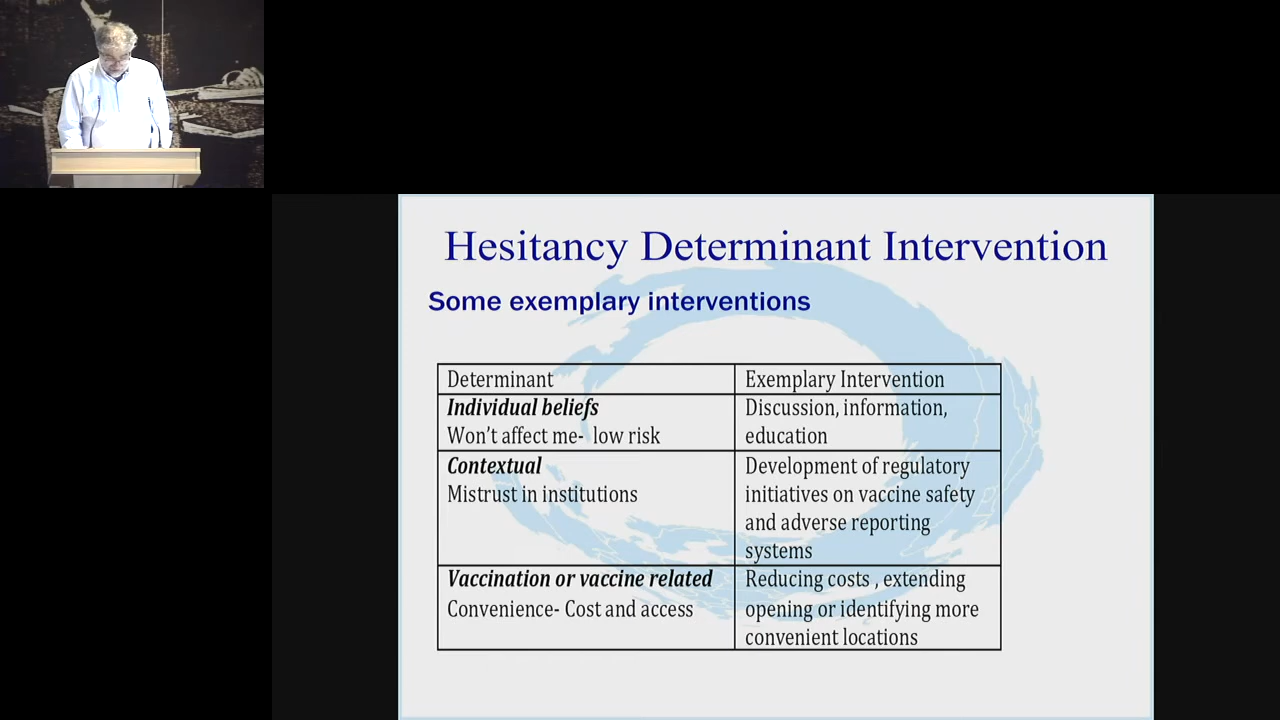 Hesitancy Determinant Intervention
Some exemplary interventions
Determinant
Exemplary Intervention
Individual beliefs
Won't affect me-  low risk
Discussion, information,
education
Contextual
Mistrust in institutions
Development of regulatory
initiatives on vaccine safety
and adverse reporting
systems
Vaccination or vaccine related
Convenience- Cost and access
Reducing costs , extending
opening or identifying more
convenient locations